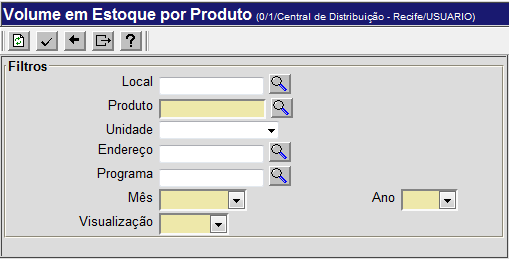 Volume em Estoque por Produto (0/1/Central de Distribuição - Recife/USUARIO)
?
Filtros
Local
Produto
Unidade
Endereço
Programa
Mês Ano
Visualização